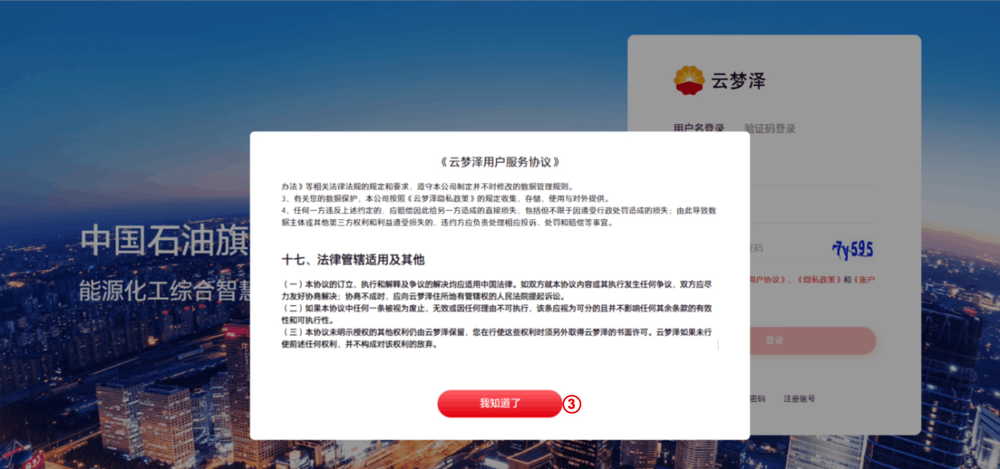 云梦泽
用户名登录 验证码登录
《云梦泽用户服务协议》
办法》等相关法律法规的规定和要求，遵守本公司制定并不时修改的数据管理规则。
3、有关您的数据保护，本公司按照《云梦泽隐私政策》的规定收集、存储、使用与对外提供。
4、任何一方违反上述约定的，应赔偿因此给另一方造成的直接损失，包括但不限于因遭受行政处罚造成的损失；由此导致数
据主体或其他第三方权利和利益遭受损失的，违约方应负责处理相应投诉、处罚和赔偿等事宜。
中国石油旗
能源化工综合智慧
十七、法律管辖适用及其他
（一）本协议的订立、执行和解释及争议的解决均应适用中国法律。如双方就本协议内容或其执行发生任何争议，双方应尽
力友好协商解决；协商不成时，应向云梦泽住所地有管辖权的人民法院提起诉讼。
（二）如果本协议中任何一条被视为废止、无效或因任何理由不可执行，该条应视为可分的且并不影响任何其余条款的有效
性和可执行性。
（三）本协议未明示授权的其他权利仍由云梦泽保留，您在行使这些权利时须另外取得云梦泽的书面许可。云梦泽如果未行
使前述任何权利，并不构成对该权利的放弃。
我知道了 ③
证码 7y595
用户协议》、《隐私政策》和《账户
登录
密码 注册账号